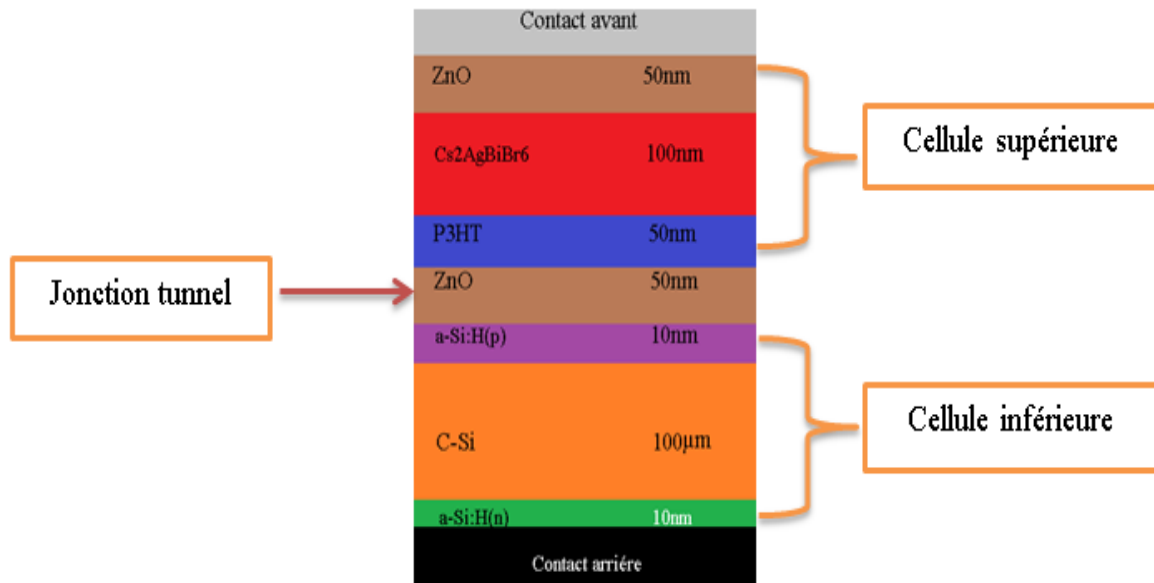 Contact avant
ZnO 50nm
Cs2AgBiBr6 100nm
P3HT 50nm
ZnO 50nm
a-Si:H(p) 10nm
C-Si 100µm
a-Si:H(n) 10nm
Contact arriére
Jonction tunnel
Cellule supérieure
Cellule inférieure